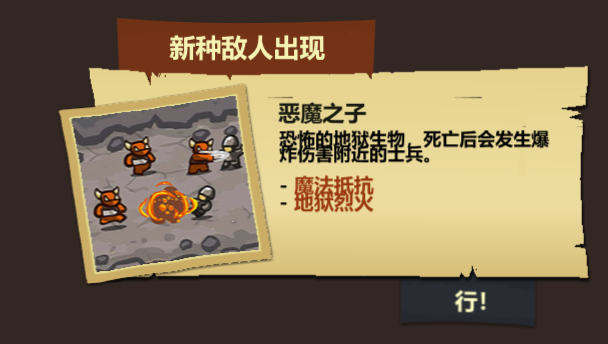 新种敌人出现
恶魔之子
恐怖的地狱生物，死亡后会发生爆
炸伤害附近的士兵。
- 魔法抵抗
- 地狱烈火
行!